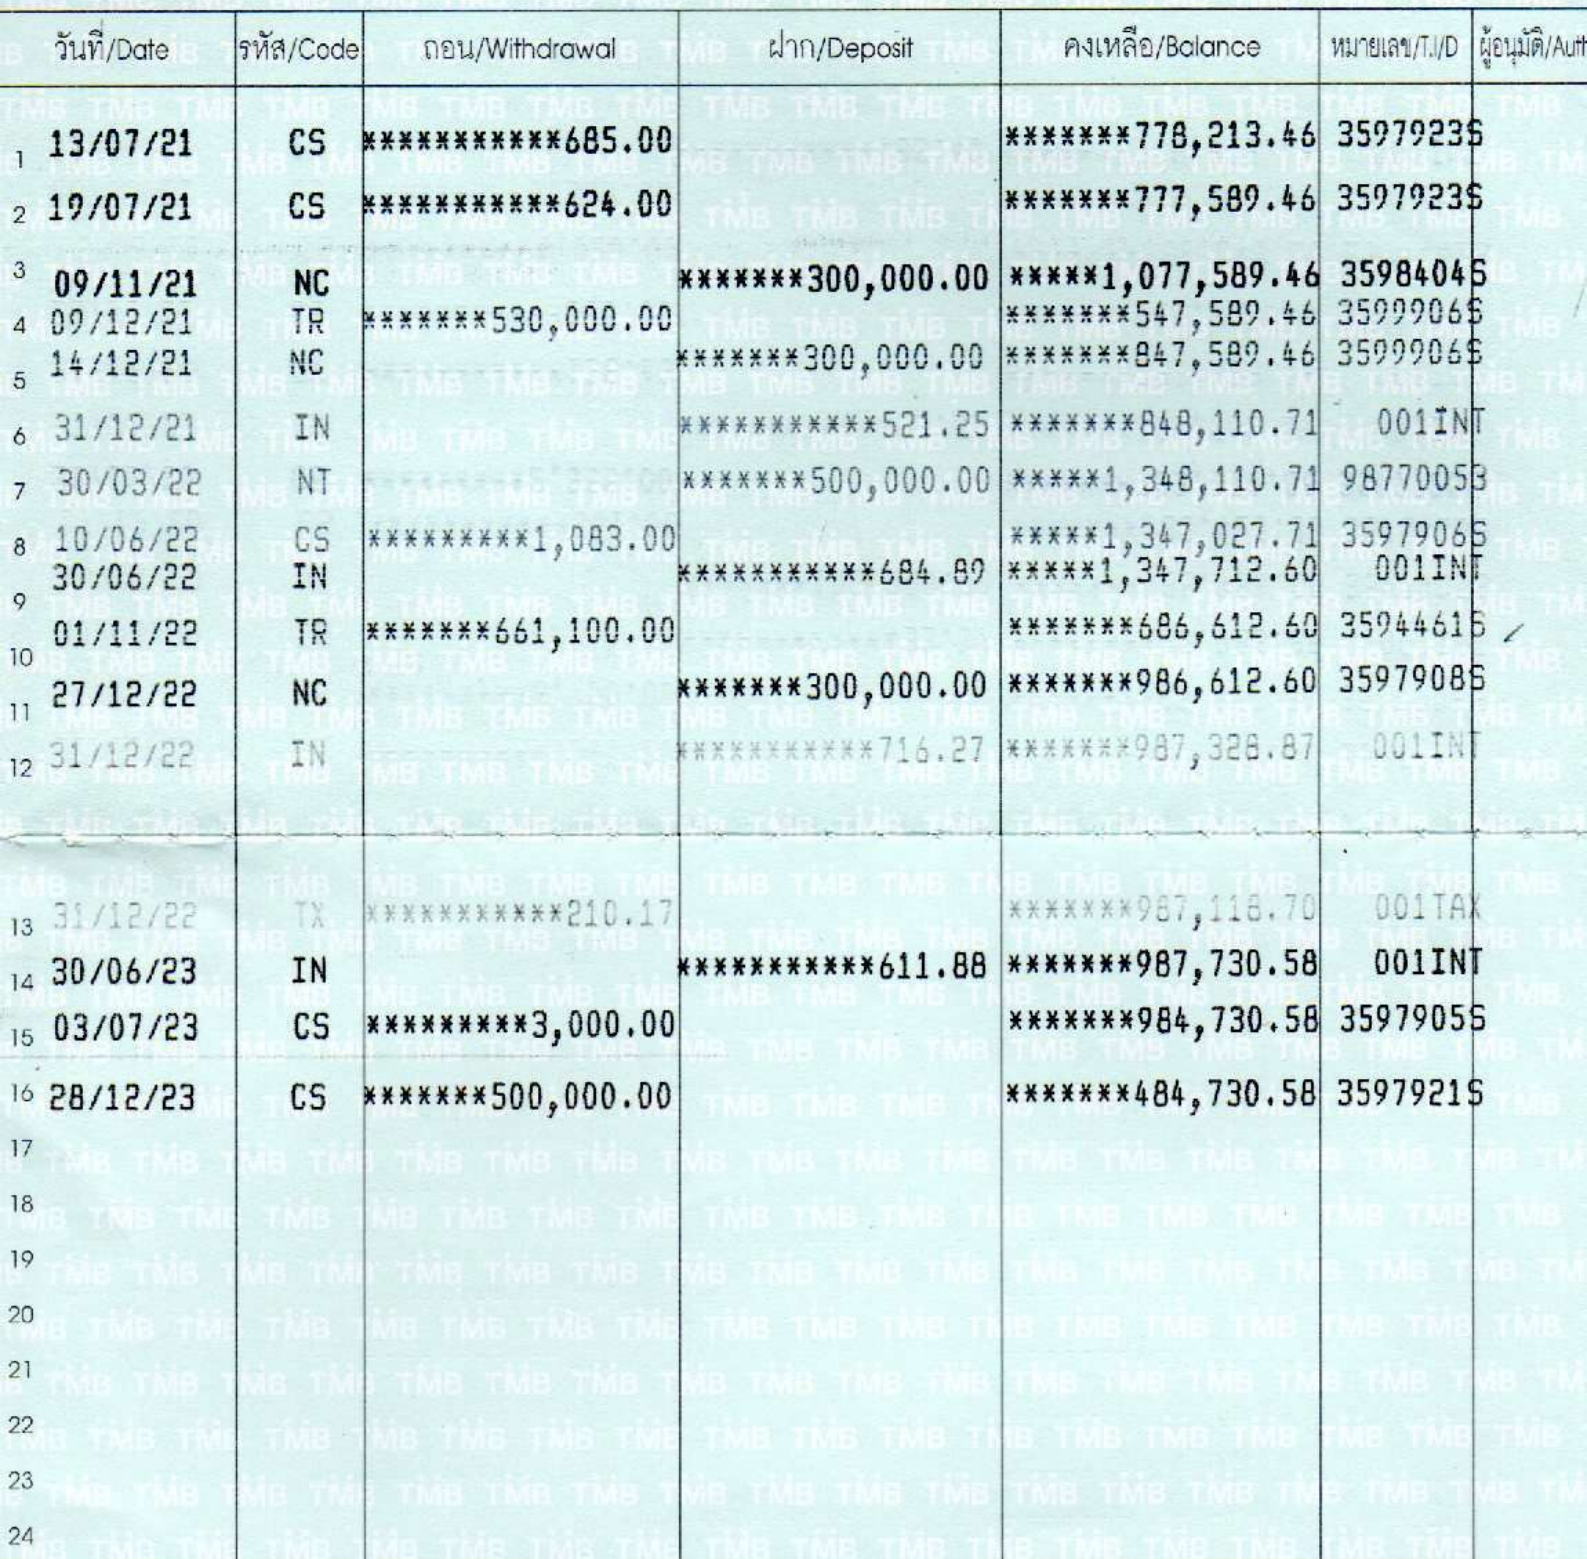 วันที่/Date รหัส/Code ถอน/Withdrawal ฝาก/Deposit คงเหลือ/Balance หมายเลข/T.I/D ผู้อนุมัติ/Auth
1 13/07/21 CS ***********685.00 *******778,213.46 3597923S
2 19/07/21 CS ***********624.00 *******777,589.46 3597923S
3 09/11/21 NC *******300,000.00 *****1,077,589.46 3598404S
4 09/12/21 TR *******530,000.00 *******547,589.46 3599906S
5 14/12/21 NC *******300,000.00 *******847,589.46 3599906S
6 31/12/21 IN ***********521.25 *******848,110.71 001INT
7 30/03/22 NT *******500,000.00 *****1,348,110.71 9877005B
8 10/06/22 CS *********1,083.00 *****1,347,027.71 3597906S
9 30/06/22 IN ***********684.89 *****1,347,712.60 001INT
10 01/11/22 TR *******661,100.00 *******686,612.60 3594461S
11 27/12/22 NC *******300,000.00 *******986,612.60 3597908S
12 31/12/22 IN ***********716.27 *******987,328.87 001INT
13 31/12/22 TX ***********210.17 *******987,118.70 001TAX
14 30/06/23 IN ***********611.88 *******987,730.58 001INT
15 03/07/23 CS *********3,000.00 *******984,730.58 3597905S
16 28/12/23 CS *******500,000.00 *******484,730.58 3597921S
17
18
19
20
21
22
23
24